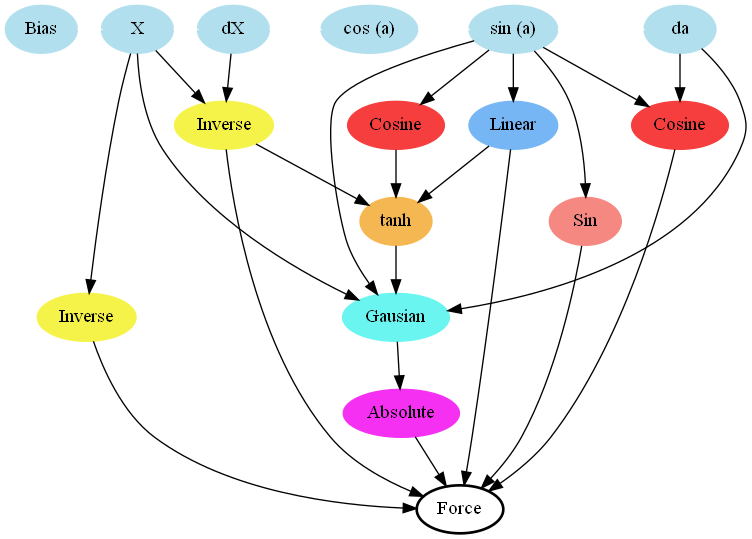 Bias
X
dX
cos (a)
sin (a)
da
Inverse
Cosine
Linear
Cosine
tanh
Sin
Inverse
Gausian
Absolute
Force